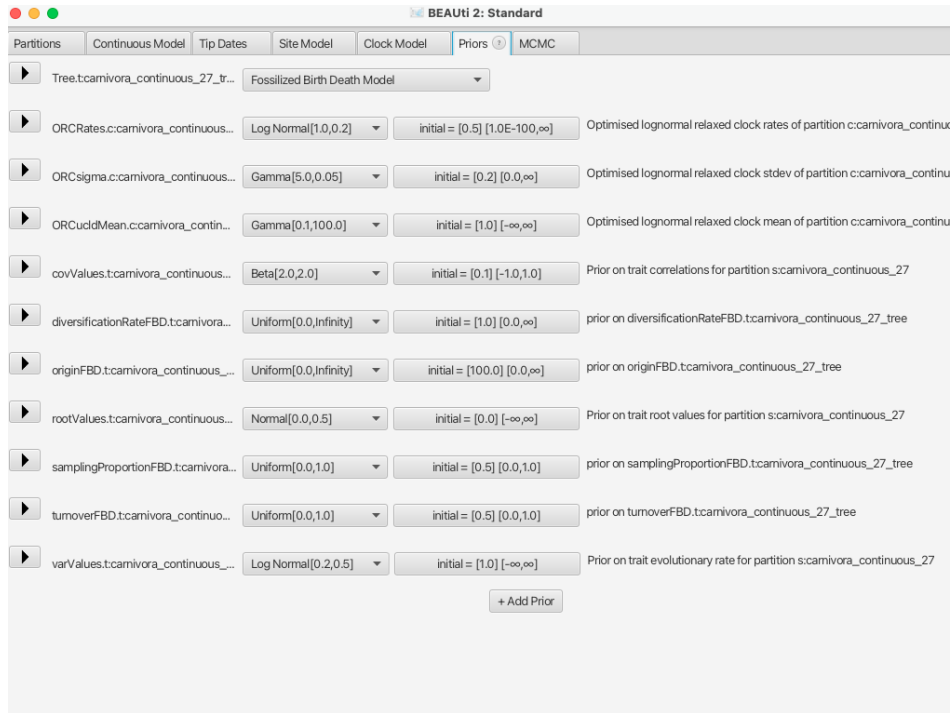 BEAUti 2: Standard
Partitions Continuous Model Tip Dates Site Model Clock Model Priors MCMC
Tree.t:carnivora_continuous_27_tr... Fossilized Birth Death Model
ORCRates.c:carnivora_continuous... Log Normal[1.0,0.2] initial = [0.5] [1.0E-100,∞] Optimised lognormal relaxed clock rates of partition c:carnivora_continuo
ORCsigma.c:carnivora_continuous... Gamma[5.0,0.05] initial = [0.2] [0.0,∞] Optimised lognormal relaxed clock stdev of partition c:carnivora_continu
ORCucldMean.c:carnivora_contin... Gamma[0.1,100.0] initial = [1.0] [-∞,∞] Optimised lognormal relaxed clock mean of partition c:carnivora_continu
covValues.t:carnivora_continuous... Beta[2.0,2.0] initial = [0.1] [-1.0,1.0] Prior on trait correlations for partition s:carnivora_continuous_27
diversificationRateFBD.t:carnivora... Uniform[0.0,Infinity] initial = [1.0] [0.0,∞] prior on diversificationRateFBD.t:carnivora_continuous_27_tree
originFBD.t:carnivora_continuous_... Uniform[0.0,Infinity] initial = [100.0] [0.0,∞] prior on originFBD.t:carnivora_continuous_27_tree
rootValues.t:carnivora_continuous... Normal[0.0,0.5] initial = [0.0] [-∞,∞] Prior on trait root values for partition s:carnivora_continuous_27
samplingProportionFBD.t:carnivora... Uniform[0.0,1.0] initial = [0.5] [0.0,1.0] prior on samplingProportionFBD.t:carnivora_continuous_27_tree
turnoverFBD.t:carnivora_continuo... Uniform[0.0,1.0] initial = [0.5] [0.0,1.0] prior on turnoverFBD.t:carnivora_continuous_27_tree
varValues.t:carnivora_continuous_... Log Normal[0.2,0.5] initial = [1.0] [-∞,∞] Prior on trait evolutionary rate for partition s:carnivora_continuous_27
+ Add Prior